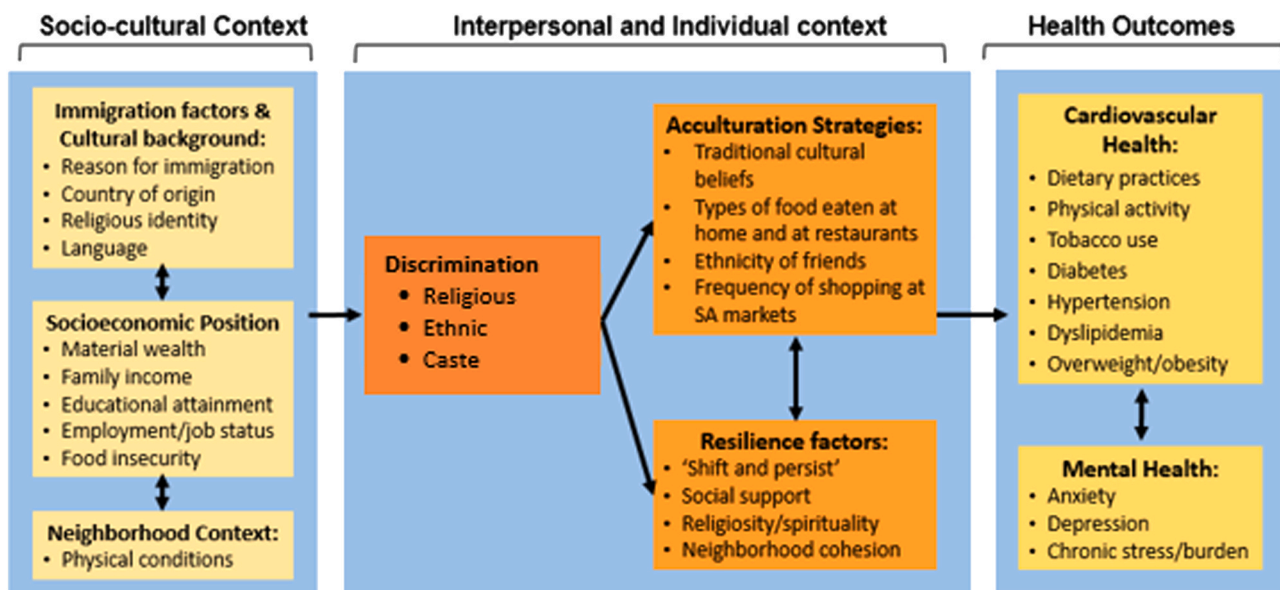 Socio-cultural Context
Interpersonal and Individual context
Health Outcomes
Immigration factors &
Cultural background:
• Reason for immigration
• Country of origin
• Religious identity
• Language
Socioeconomic Position
• Material wealth
• Family income
• Educational attainment
• Employment/job status
• Food insecurity
Neighborhood Context:
• Physical conditions
Discrimination
• Religious
• Ethnic
• Caste
Acculturation Strategies:
• Traditional cultural
beliefs
• Types of food eaten at
home and at restaurants
• Ethnicity of friends
• Frequency of shopping at
SA markets
Resilience factors:
• ‘Shift and persist’
• Social support
• Religiosity/spirituality
• Neighborhood cohesion
Cardiovascular
Health:
• Dietary practices
• Physical activity
• Tobacco use
• Diabetes
• Hypertension
• Dyslipidemia
• Overweight/obesity
Mental Health:
• Anxiety
• Depression
• Chronic stress/burden